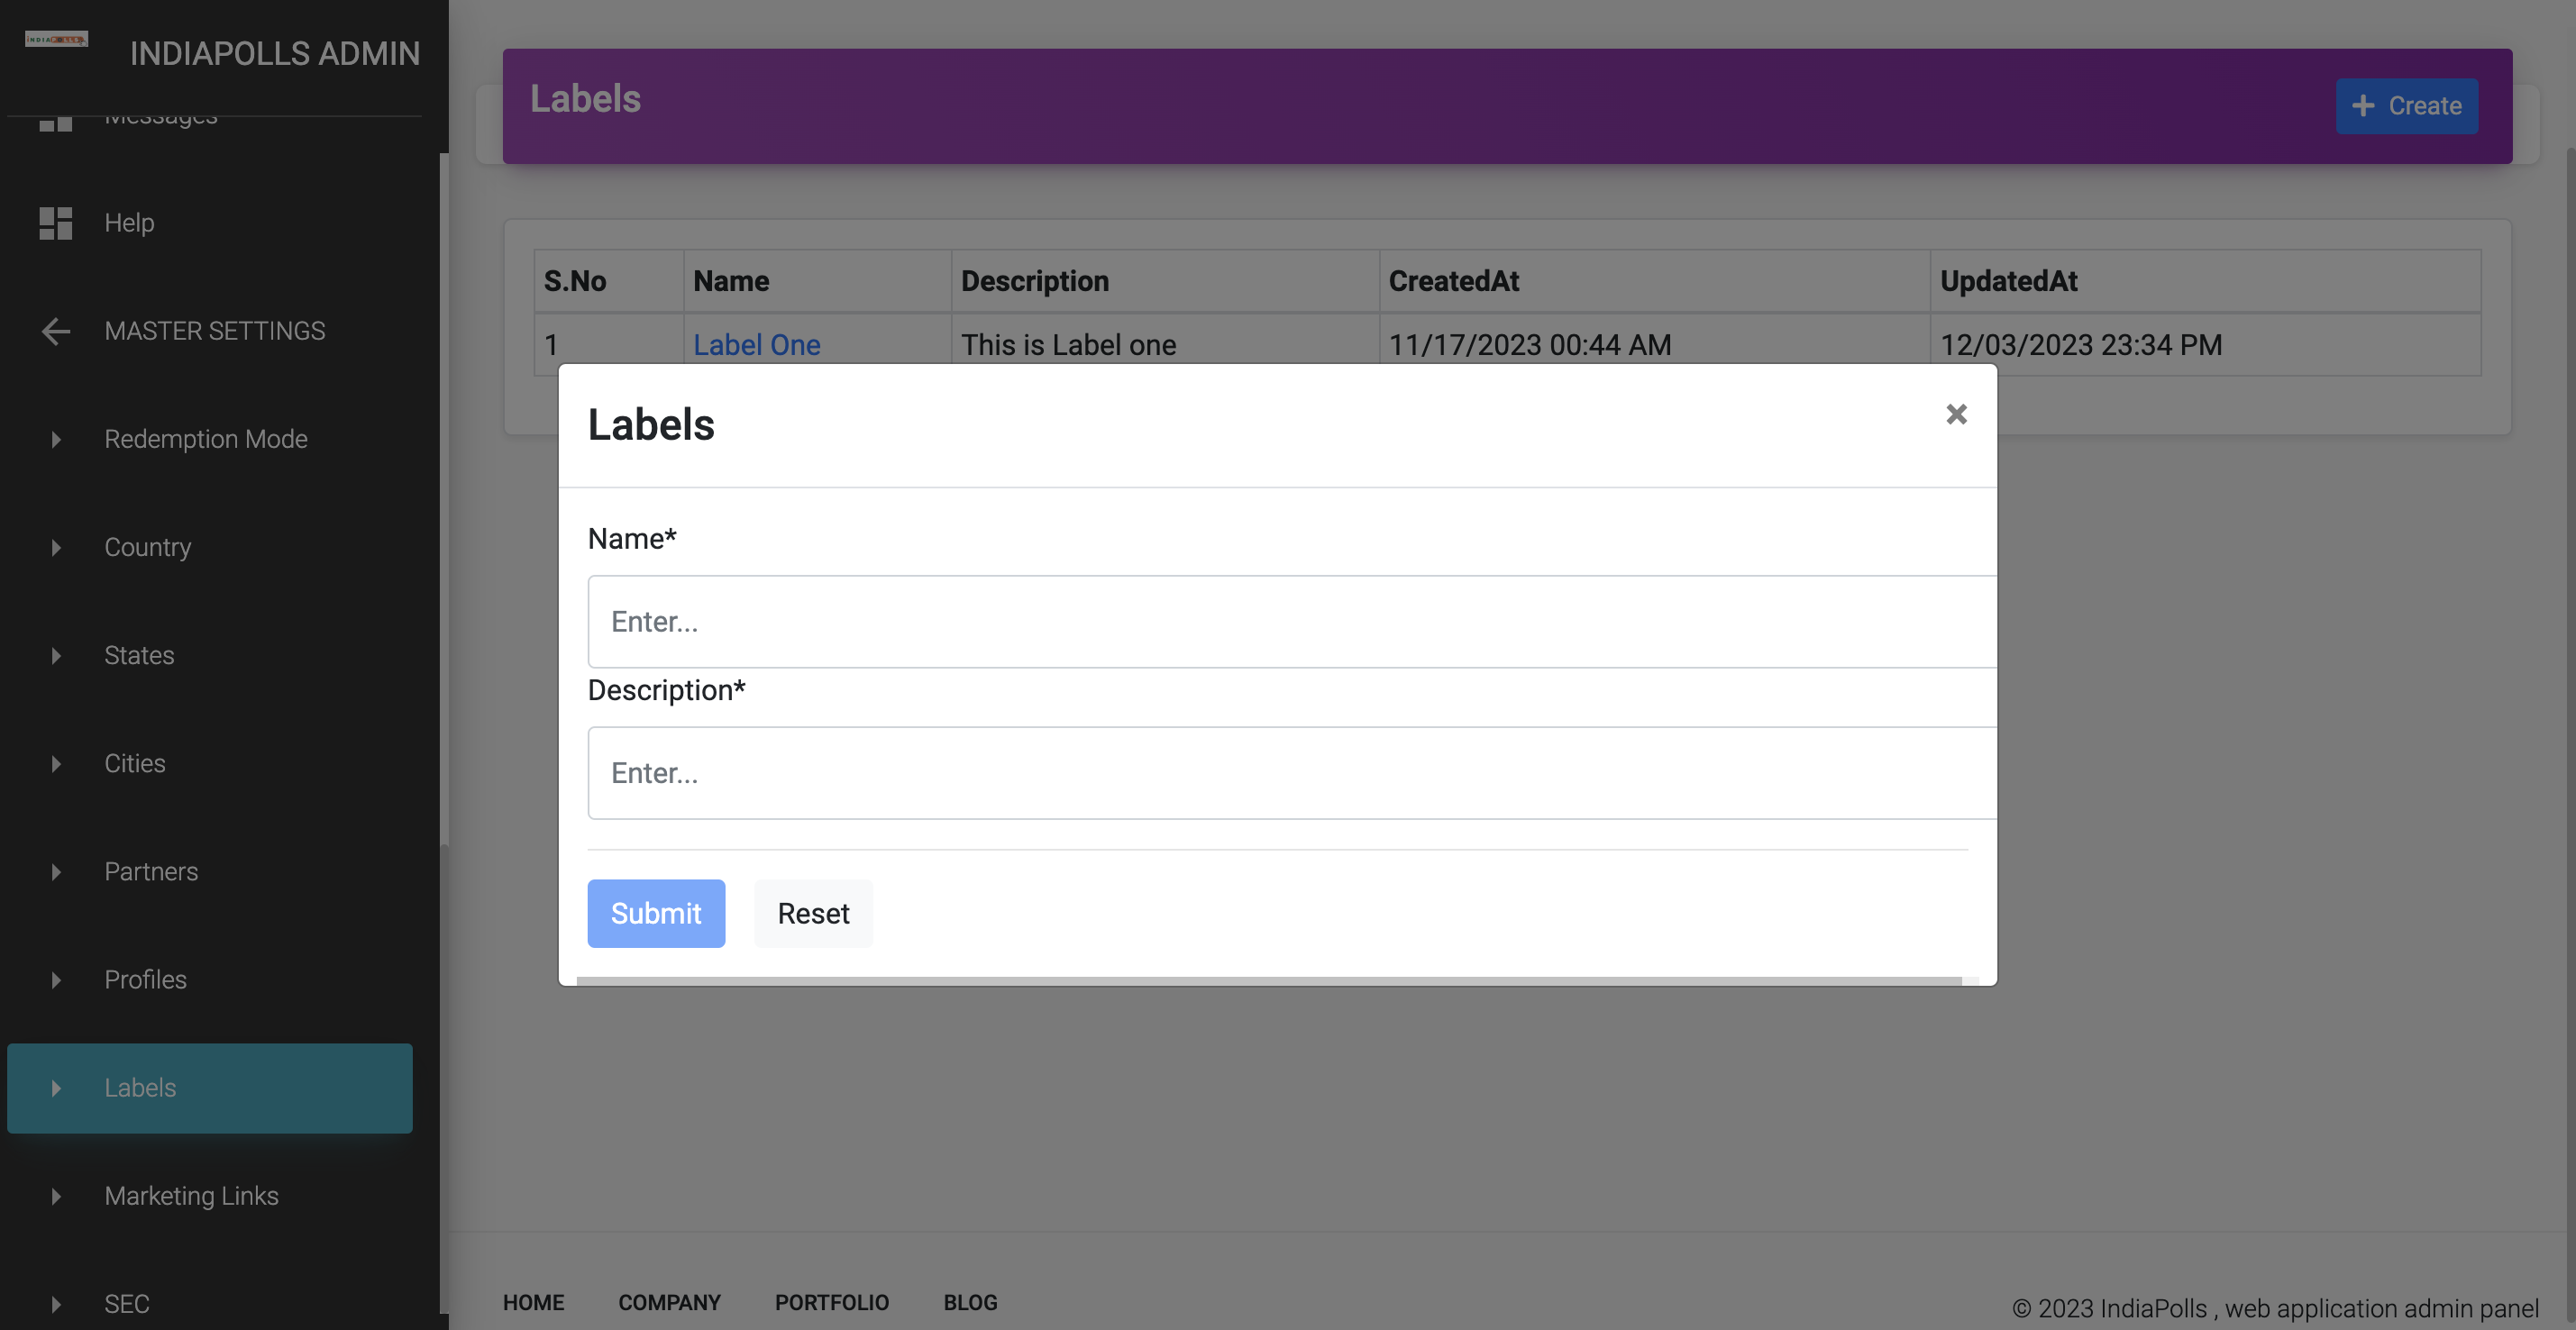 INDIAPOLLS
INDIAPOLLS ADMIN
Messages
Help
MASTER SETTINGS
Redemption Mode
Country
States
Cities
Partners
Profiles
Labels
Marketing Links
SEC
Labels
+ Create
S.No Name Description CreatedAt UpdatedAt
1 Label One This is Label one 11/17/2023 00:44 AM 12/03/2023 23:34 PM
Labels ×
Name*
Enter...
Description*
Enter...
Submit Reset
HOME COMPANY PORTFOLIO BLOG
© 2023 IndiaPolls , web application admin panel